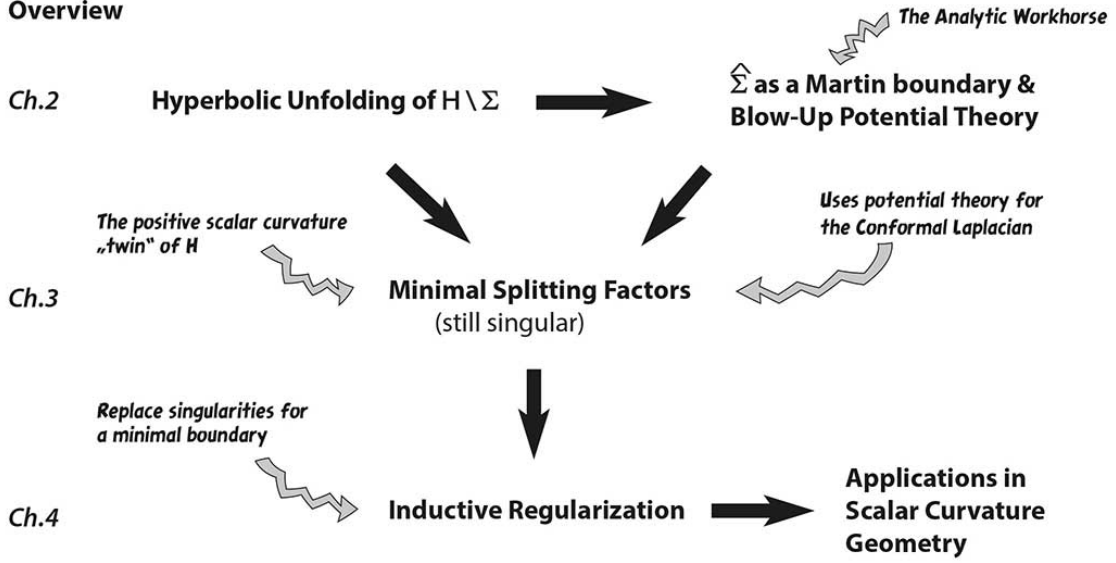 Overview
The Analytic Workhorse
Ch.2
Hyperbolic Unfolding of H \ Σ
Σ̂ as a Martin boundary &
Blow-Up Potential Theory
The positive scalar curvature
„twin“ of H
Uses potential theory for
the Conformal Laplacian
Ch.3
Minimal Splitting Factors
(still singular)
Replace singularities for
a minimal boundary
Ch.4
Inductive Regularization
Applications in
Scalar Curvature
Geometry